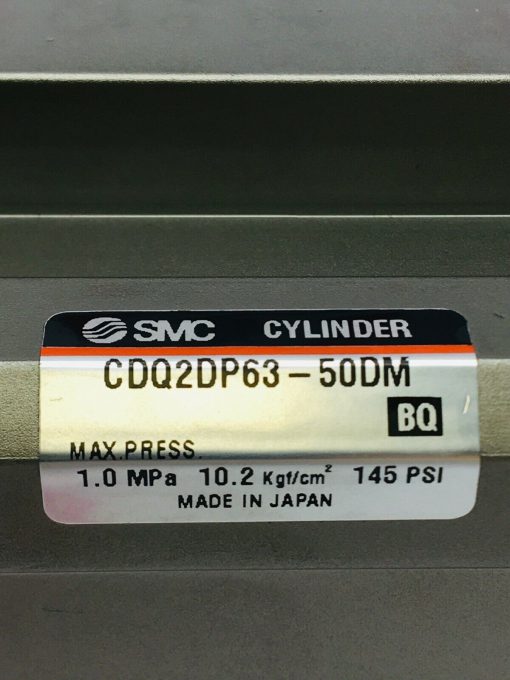 SMC CYLINDER
CDQ2DP63-50DM
BQ
MAX.PRESS.
1.0 MPa 10.2 Kgf/cm² 145 PSI
MADE IN JAPAN